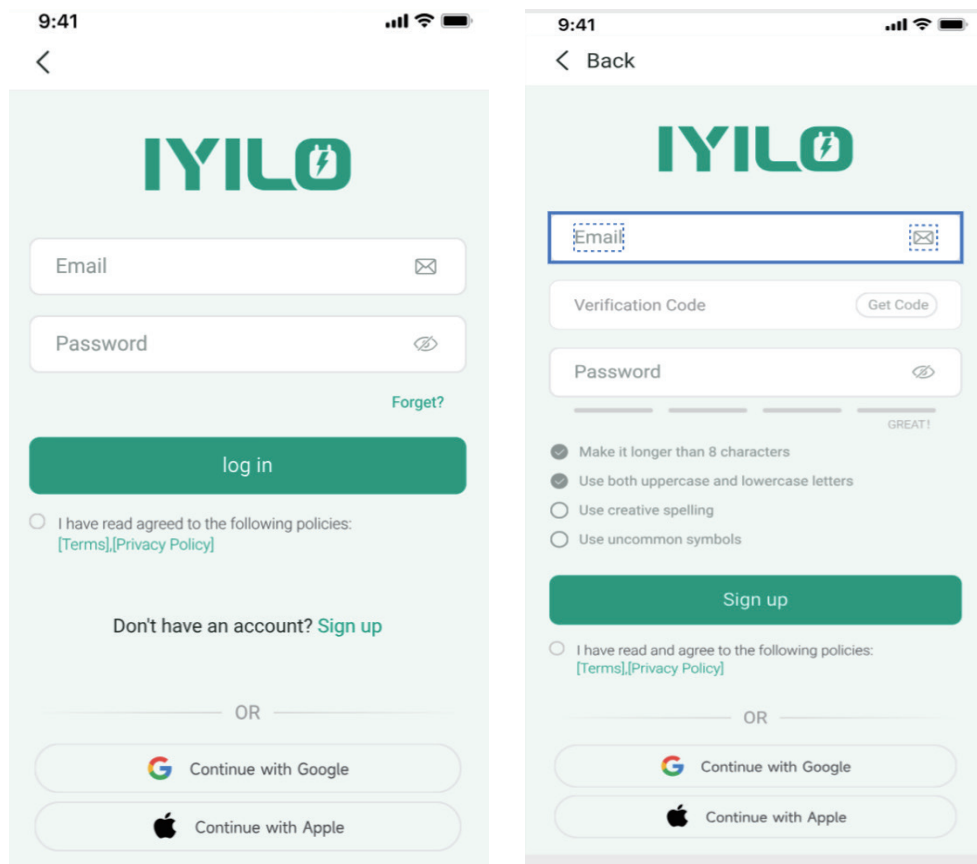 9:41
IYILO
Email
Password
Forget?
log in
I have read agreed to the following policies:
[Terms],[Privacy Policy]
Don't have an account? Sign up
OR
Continue with Google
Continue with Apple
9:41
Back
IYILO
Email
Verification Code Get Code
Password
GREAT!
Make it longer than 8 characters
Use both uppercase and lowercase letters
Use creative spelling
Use uncommon symbols
Sign up
I have read and agree to the following policies:
[Terms],[Privacy Policy]
OR
Continue with Google
Continue with Apple